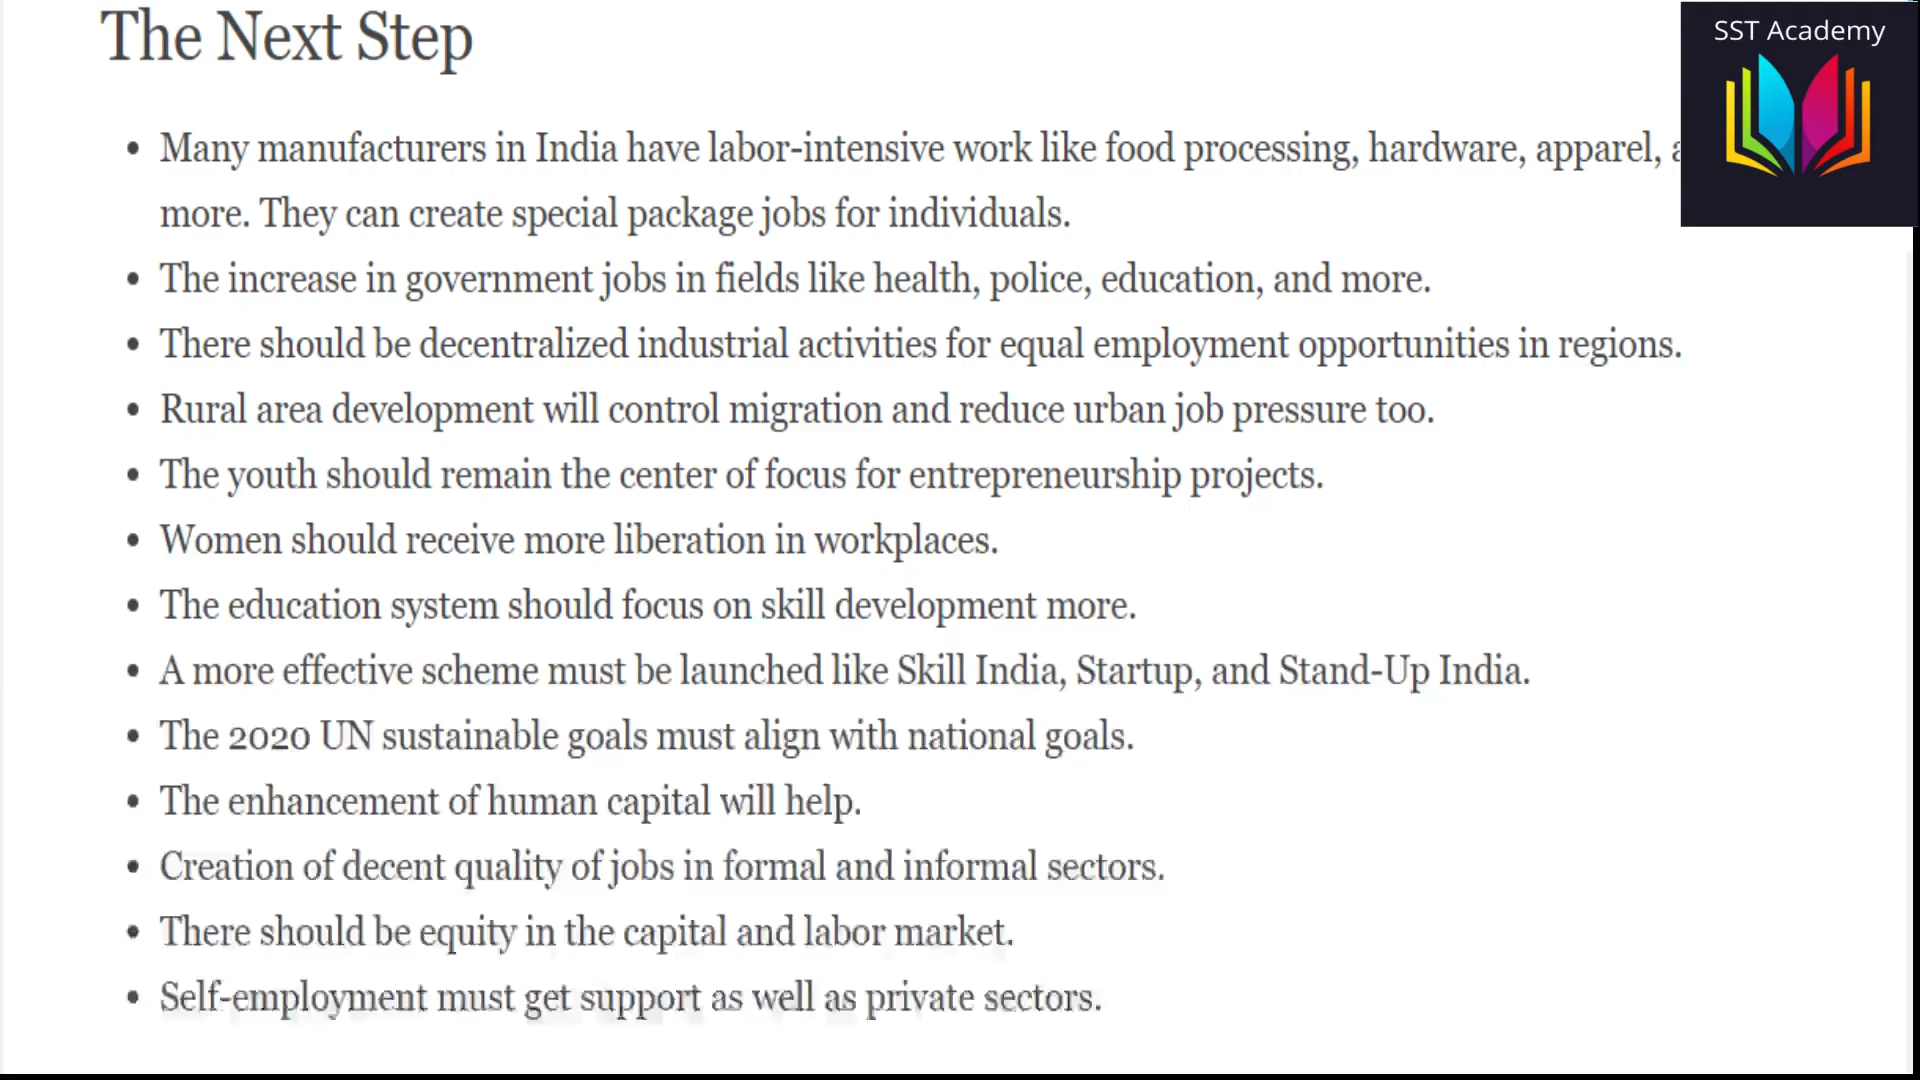 The Next Step
SST Academy
• Many manufacturers in India have labor-intensive work like food processing, hardware, apparel,
more. They can create special package jobs for individuals.
• The increase in government jobs in fields like health, police, education, and more.
• There should be decentralized industrial activities for equal employment opportunities in regions.
• Rural area development will control migration and reduce urban job pressure too.
• The youth should remain the center of focus for entrepreneurship projects.
• Women should receive more liberation in workplaces.
• The education system should focus on skill development more.
• A more effective scheme must be launched like Skill India, Startup, and Stand-Up India.
• The 2020 UN sustainable goals must align with national goals.
• The enhancement of human capital will help.
• Creation of decent quality of jobs in formal and informal sectors.
• There should be equity in the capital and labor market.
• Self-employment must get support as well as private sectors.